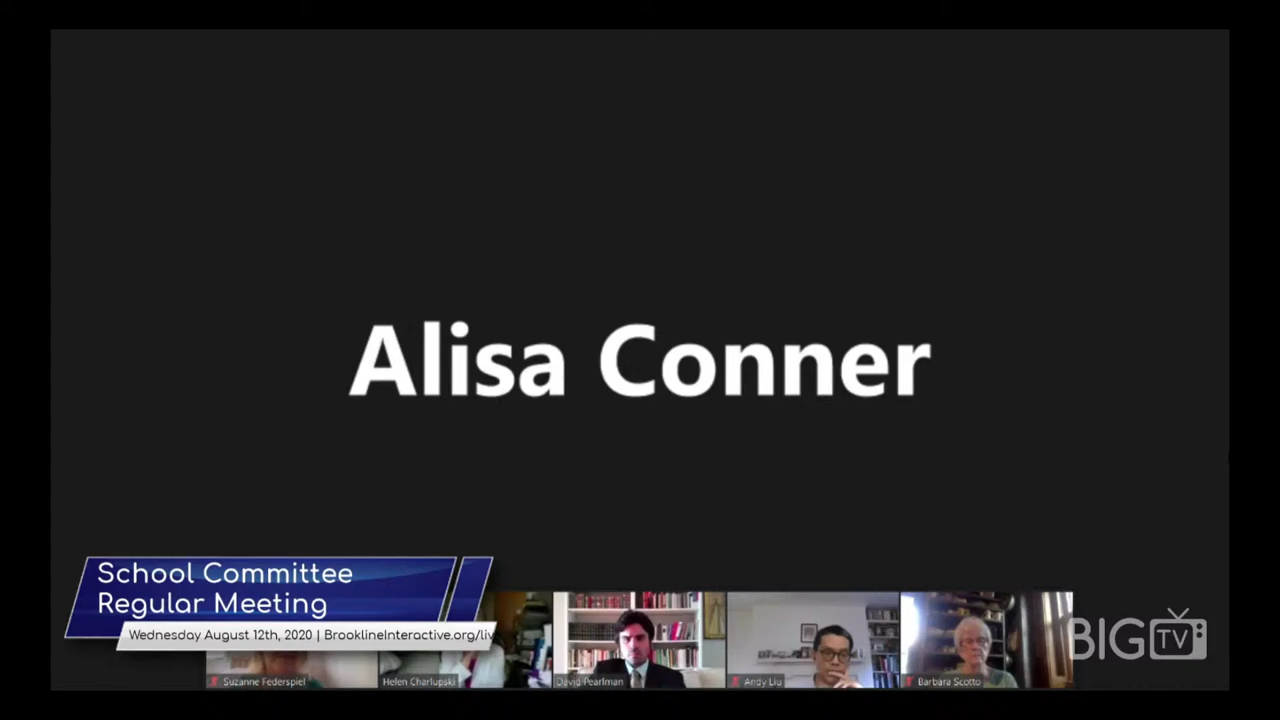 Alisa Conner
School Committee
Regular Meeting
Wednesday August 12th, 2020 | BrooklineInteractive.org/live
Suzanne Federspiel
Helen Charlupski
David Pearlman
Andy Liu
Barbara Scotto
BIG TV